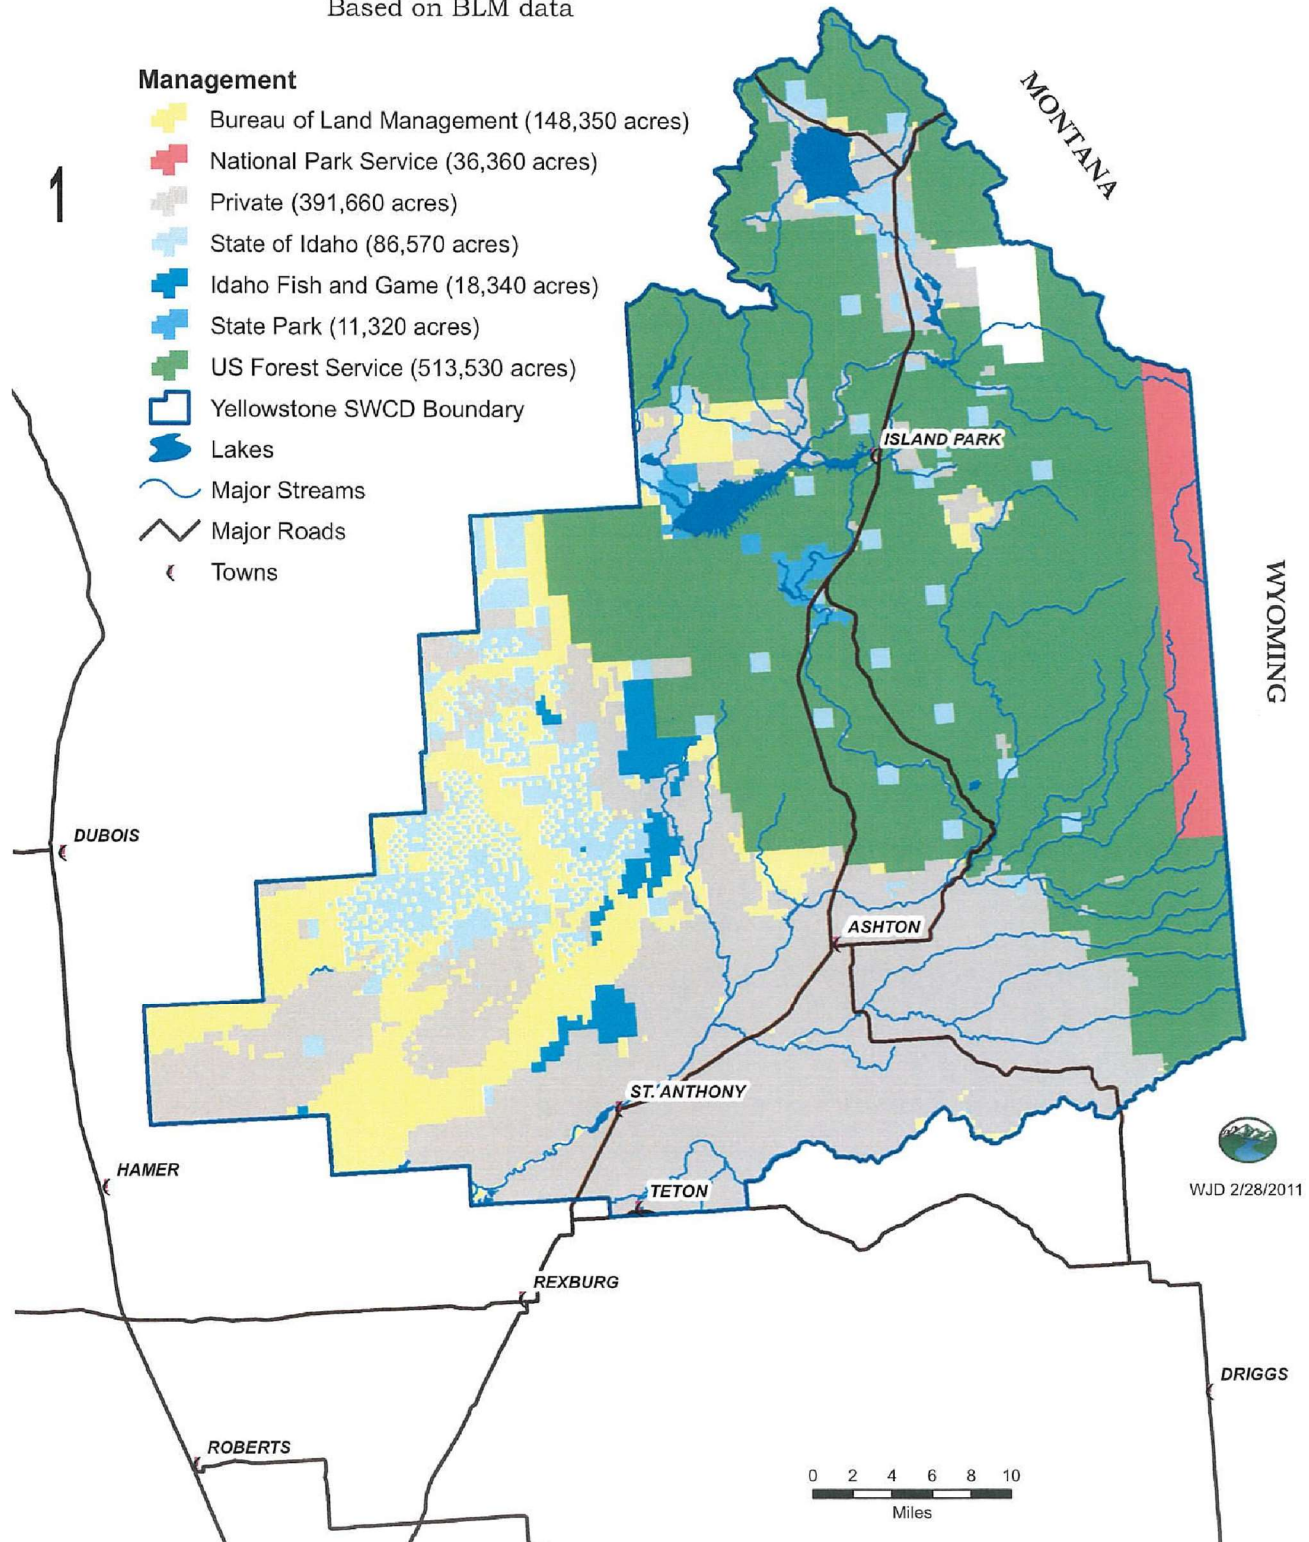 Based on BLM data
Management
Bureau of Land Management (148,350 acres)
National Park Service (36,360 acres)
Private (391,660 acres)
State of Idaho (86,570 acres)
Idaho Fish and Game (18,340 acres)
State Park (11,320 acres)
US Forest Service (513,530 acres)
Yellowstone SWCD Boundary
Lakes
Major Streams
Major Roads
Towns
1
MONTANA
ISLAND PARK
WYOMING
DUBOIS
ASHTON
ST. ANTHONY
HAMER
TETON
WJD 2/28/2011
REXBURG
DRIGGS
ROBERTS
0 2 4 6 8 10
Miles